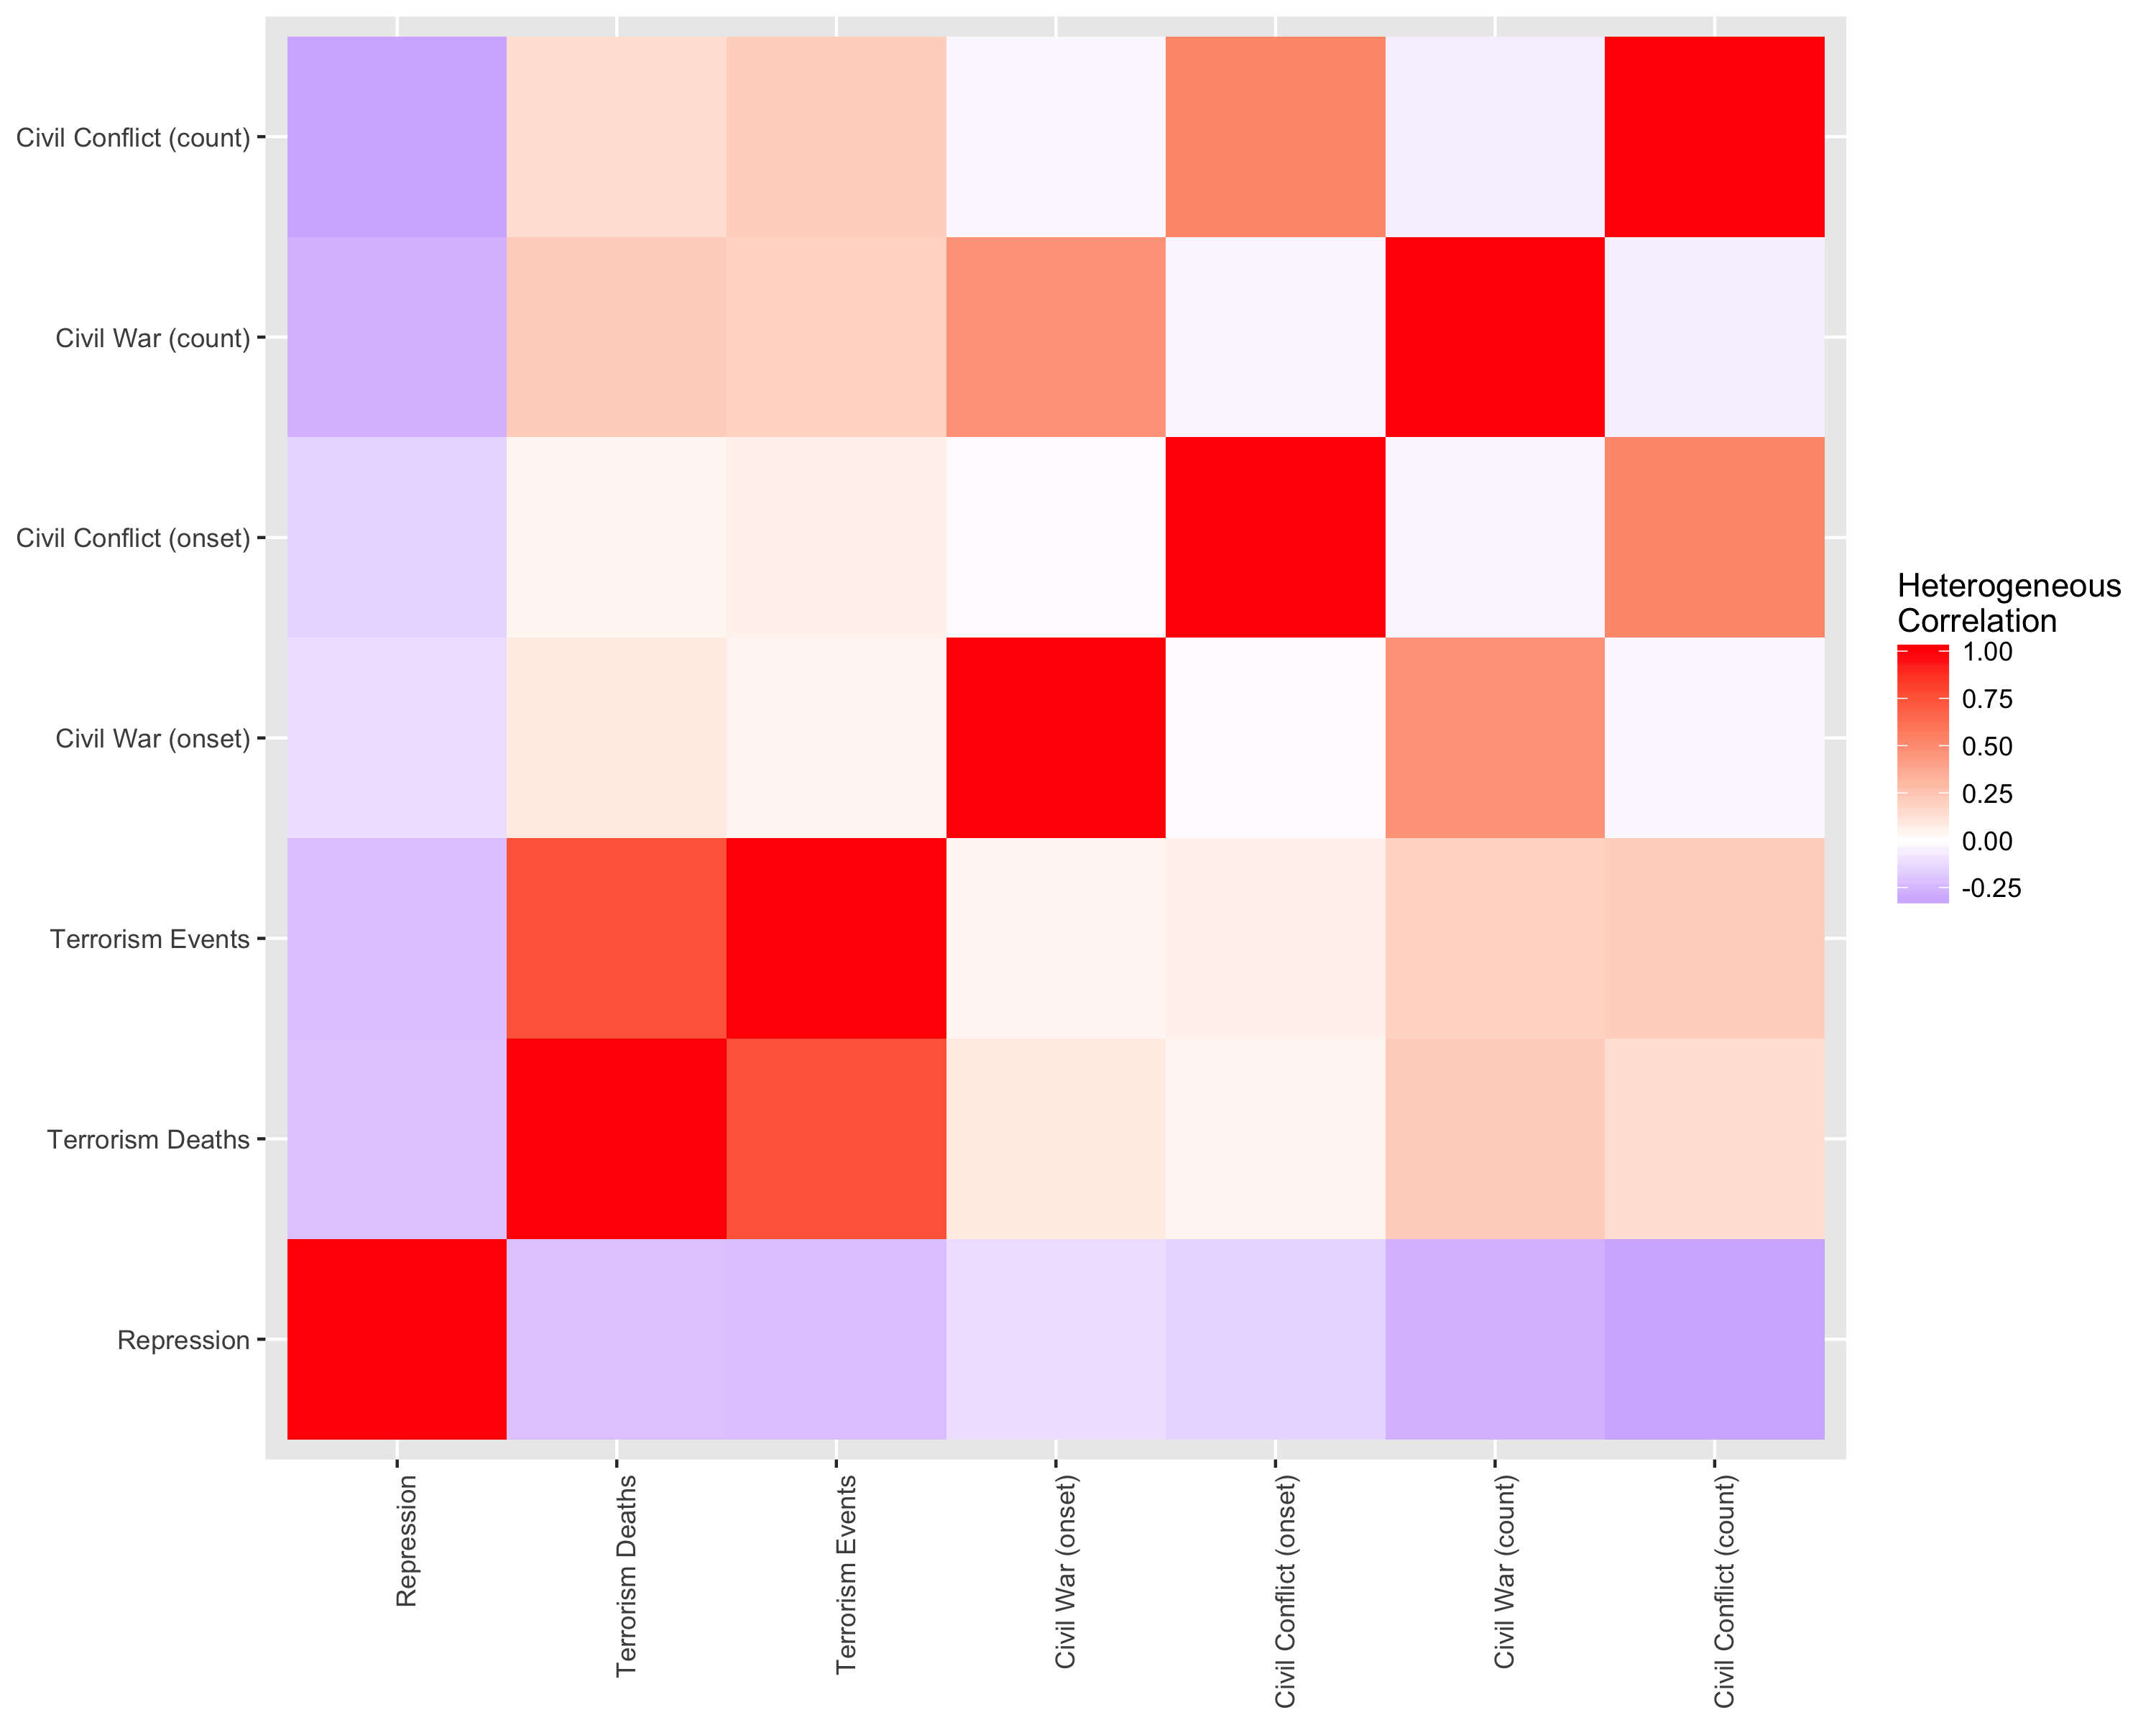 Civil Conflict (count)
Civil War (count)
Civil Conflict (onset)
Civil War (onset)
Terrorism Events
Terrorism Deaths
Repression
Repression
Terrorism Deaths
Terrorism Events
Civil War (onset)
Civil Conflict (onset)
Civil War (count)
Civil Conflict (count)
Heterogeneous
Correlation
1.00
0.75
0.50
0.25
0.00
-0.25